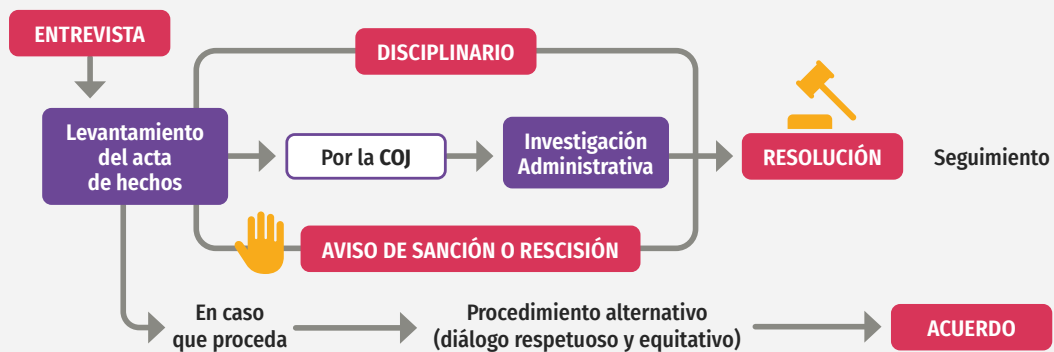 ENTREVISTA
DISCIPLINARIO
Levantamiento
del acta
de hechos
Por la COJ
Investigación
Administrativa
RESOLUCIÓN
Seguimiento
AVISO DE SANCIÓN O RESCISIÓN
En caso
que proceda
Procedimiento alternativo
(diálogo respetuoso y equitativo)
ACUERDO